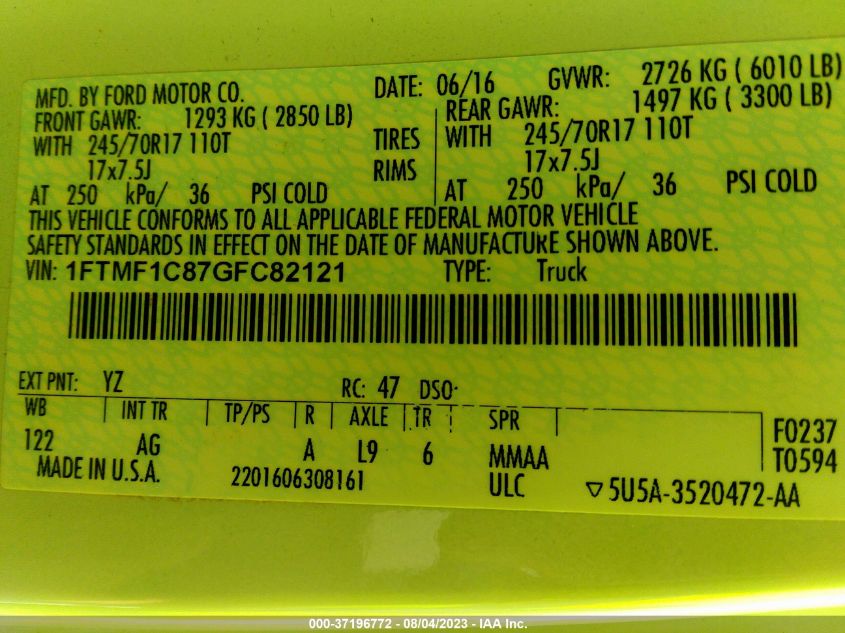 MFD. BY FORD MOTOR CO. DATE: 06/16 GVWR: 2726 KG ( 6010 LB)
FRONT GAWR: 1293 KG ( 2850 LB) REAR GAWR: 1497 KG ( 3300 LB)
WITH 245/70R17 110T TIRES WITH 245/70R17 110T
17x7.5J RIMS 17x7.5J
AT 250 kPa/ 36 PSI COLD AT 250 kPa/ 36 PSI COLD
THIS VEHICLE CONFORMS TO ALL APPLICABLE FEDERAL MOTOR VEHICLE
SAFETY STANDARDS IN EFFECT ON THE DATE OF MANUFACTURE SHOWN ABOVE.
VIN: 1FTMF1C87GFC82121 TYPE: Truck
EXT PNT: YZ RC: 47 DSO:
WB INT TR TP/PS R AXLE TR SPR F0237
122 AG A L9 6 MMAA T0594
MADE IN U.S.A. 2201606308161 ULC ▽5U5A-3520472-AA
000-37196772 - 08/04/2023 - IAA Inc.